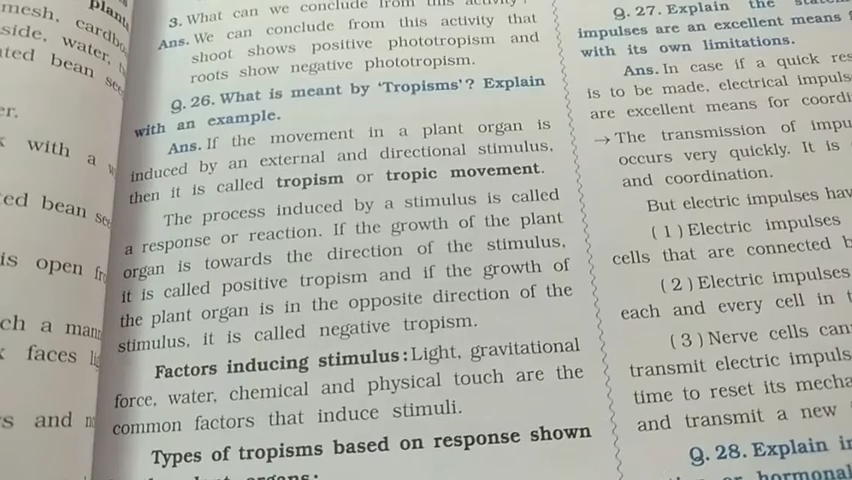 plant
mesh, cardbo
side, water,
ated bean see
er.
with a w
ed bean see
is open fr
ch a mann
faces lig
s and m
3. What can we conclude from this activity?
Ans. We can conclude from this activity that
shoot shows positive phototropism and
roots show negative phototropism.
Q. 26. What is meant by ‘Tropisms’? Explain
with an example.
Ans. If the movement in a plant organ is
induced by an external and directional stimulus,
then it is called tropism or tropic movement.
The process induced by a stimulus is called
a response or reaction. If the growth of the plant
organ is towards the direction of the stimulus,
it is called positive tropism and if the growth of
the plant organ is in the opposite direction of the
stimulus, it is called negative tropism.
Factors inducing stimulus: Light, gravitational
force, water, chemical and physical touch are the
common factors that induce stimuli.
Types of tropisms based on response shown
organs:
Q. 27. Explain the
impulses are an excellent means
with its own limitations.
Ans. In case if a quick res
is to be made, electrical impuls
are excellent means for coordi
→ The transmission of impu
occurs very quickly. It is
and coordination.
But electric impulses hav
(1) Electric impulses
cells that are connected b
(2) Electric impulses
each and every cell in t
(3) Nerve cells can
transmit electric impuls
time to reset its mecha
and transmit a new
Q. 28. Explain in
or hormonal